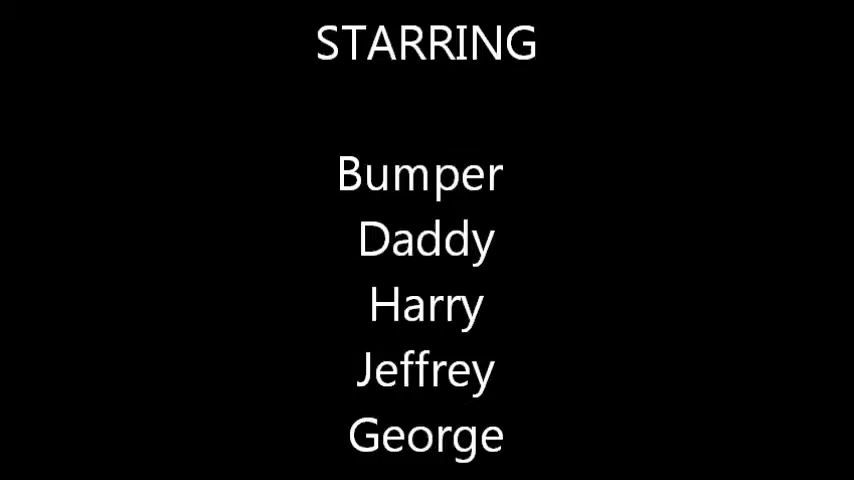 STARRING
Bumper
Daddy
Harry
Jeffrey
George